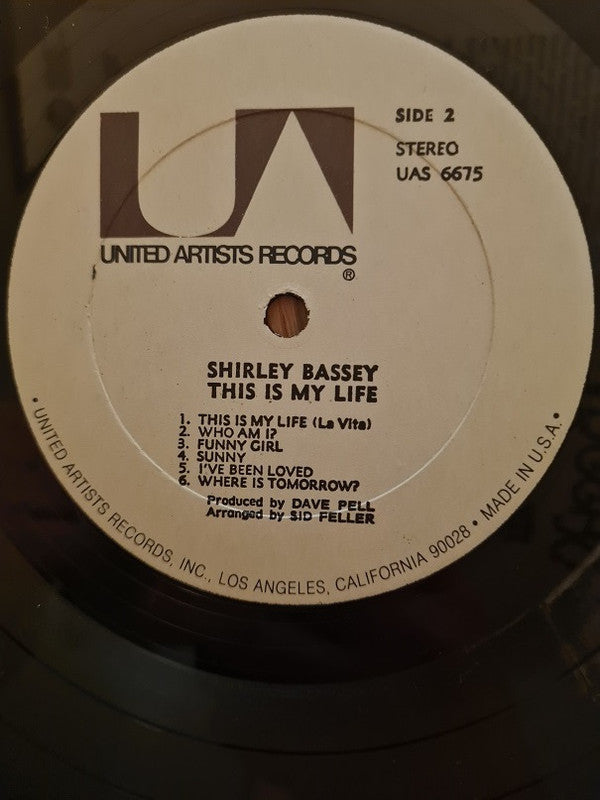 UA
SIDE 2
STEREO
UAS 6675
UNITED ARTISTS RECORDS
®
SHIRLEY BASSEY
THIS IS MY LIFE
1. THIS IS MY LIFE (La Vita)
2. WHO AM I?
3. FUNNY GIRL
4. SUNNY
5. I'VE BEEN LOVED
6. WHERE IS TOMORROW?
Produced by DAVE PELL
Arranged by SID FELLER
• UNITED ARTISTS RECORDS, INC., LOS ANGELES, CALIFORNIA 90028 • MADE IN U.S.A. •